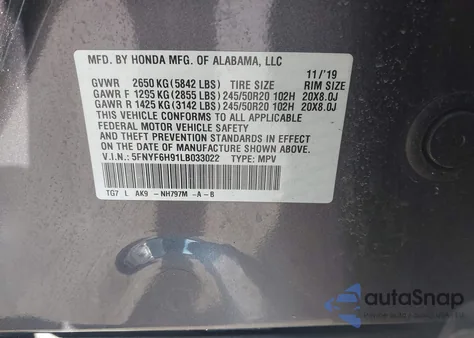 MFD. BY HONDA MFG. OF ALABAMA, LLC 11/'19
GVWR 2650 KG (5842 LBS) TIRE SIZE RIM SIZE
GAWR F 1295 KG (2855 LBS) 245/50R20 102H 20X8.0J
GAWR R 1425 KG (3142 LBS) 245/50R20 102H 20X8.0J
THIS VEHICLE CONFORMS TO ALL APPLICABLE
FEDERAL MOTOR VEHICLE SAFETY
AND THEFT PREVENTION STANDARDS IN EFFECT
ON THE DATE OF MANUFACTURE SHOWN ABOVE.
V.I.N.: 5FNYF6H91LB033022 TYPE: MPV
TG7 L AK9 -NH797M -A-B
autoSnap